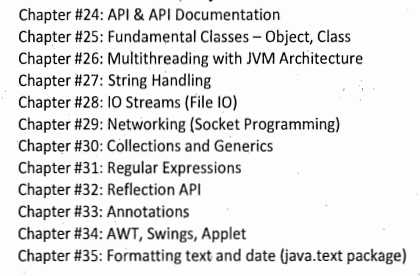 Chapter #24: API & API Documentation
Chapter #25: Fundamental Classes – Object, Class
Chapter #26: Multithreading with JVM Architecture
Chapter #27: String Handling
Chapter #28: IO Streams (File IO)
Chapter #29: Networking (Socket Programming)
Chapter #30: Collections and Generics
Chapter #31: Regular Expressions
Chapter #32: Reflection API
Chapter #33: Annotations
Chapter #34: AWT, Swings, Applet
Chapter #35: Formatting text and date (java.text package)